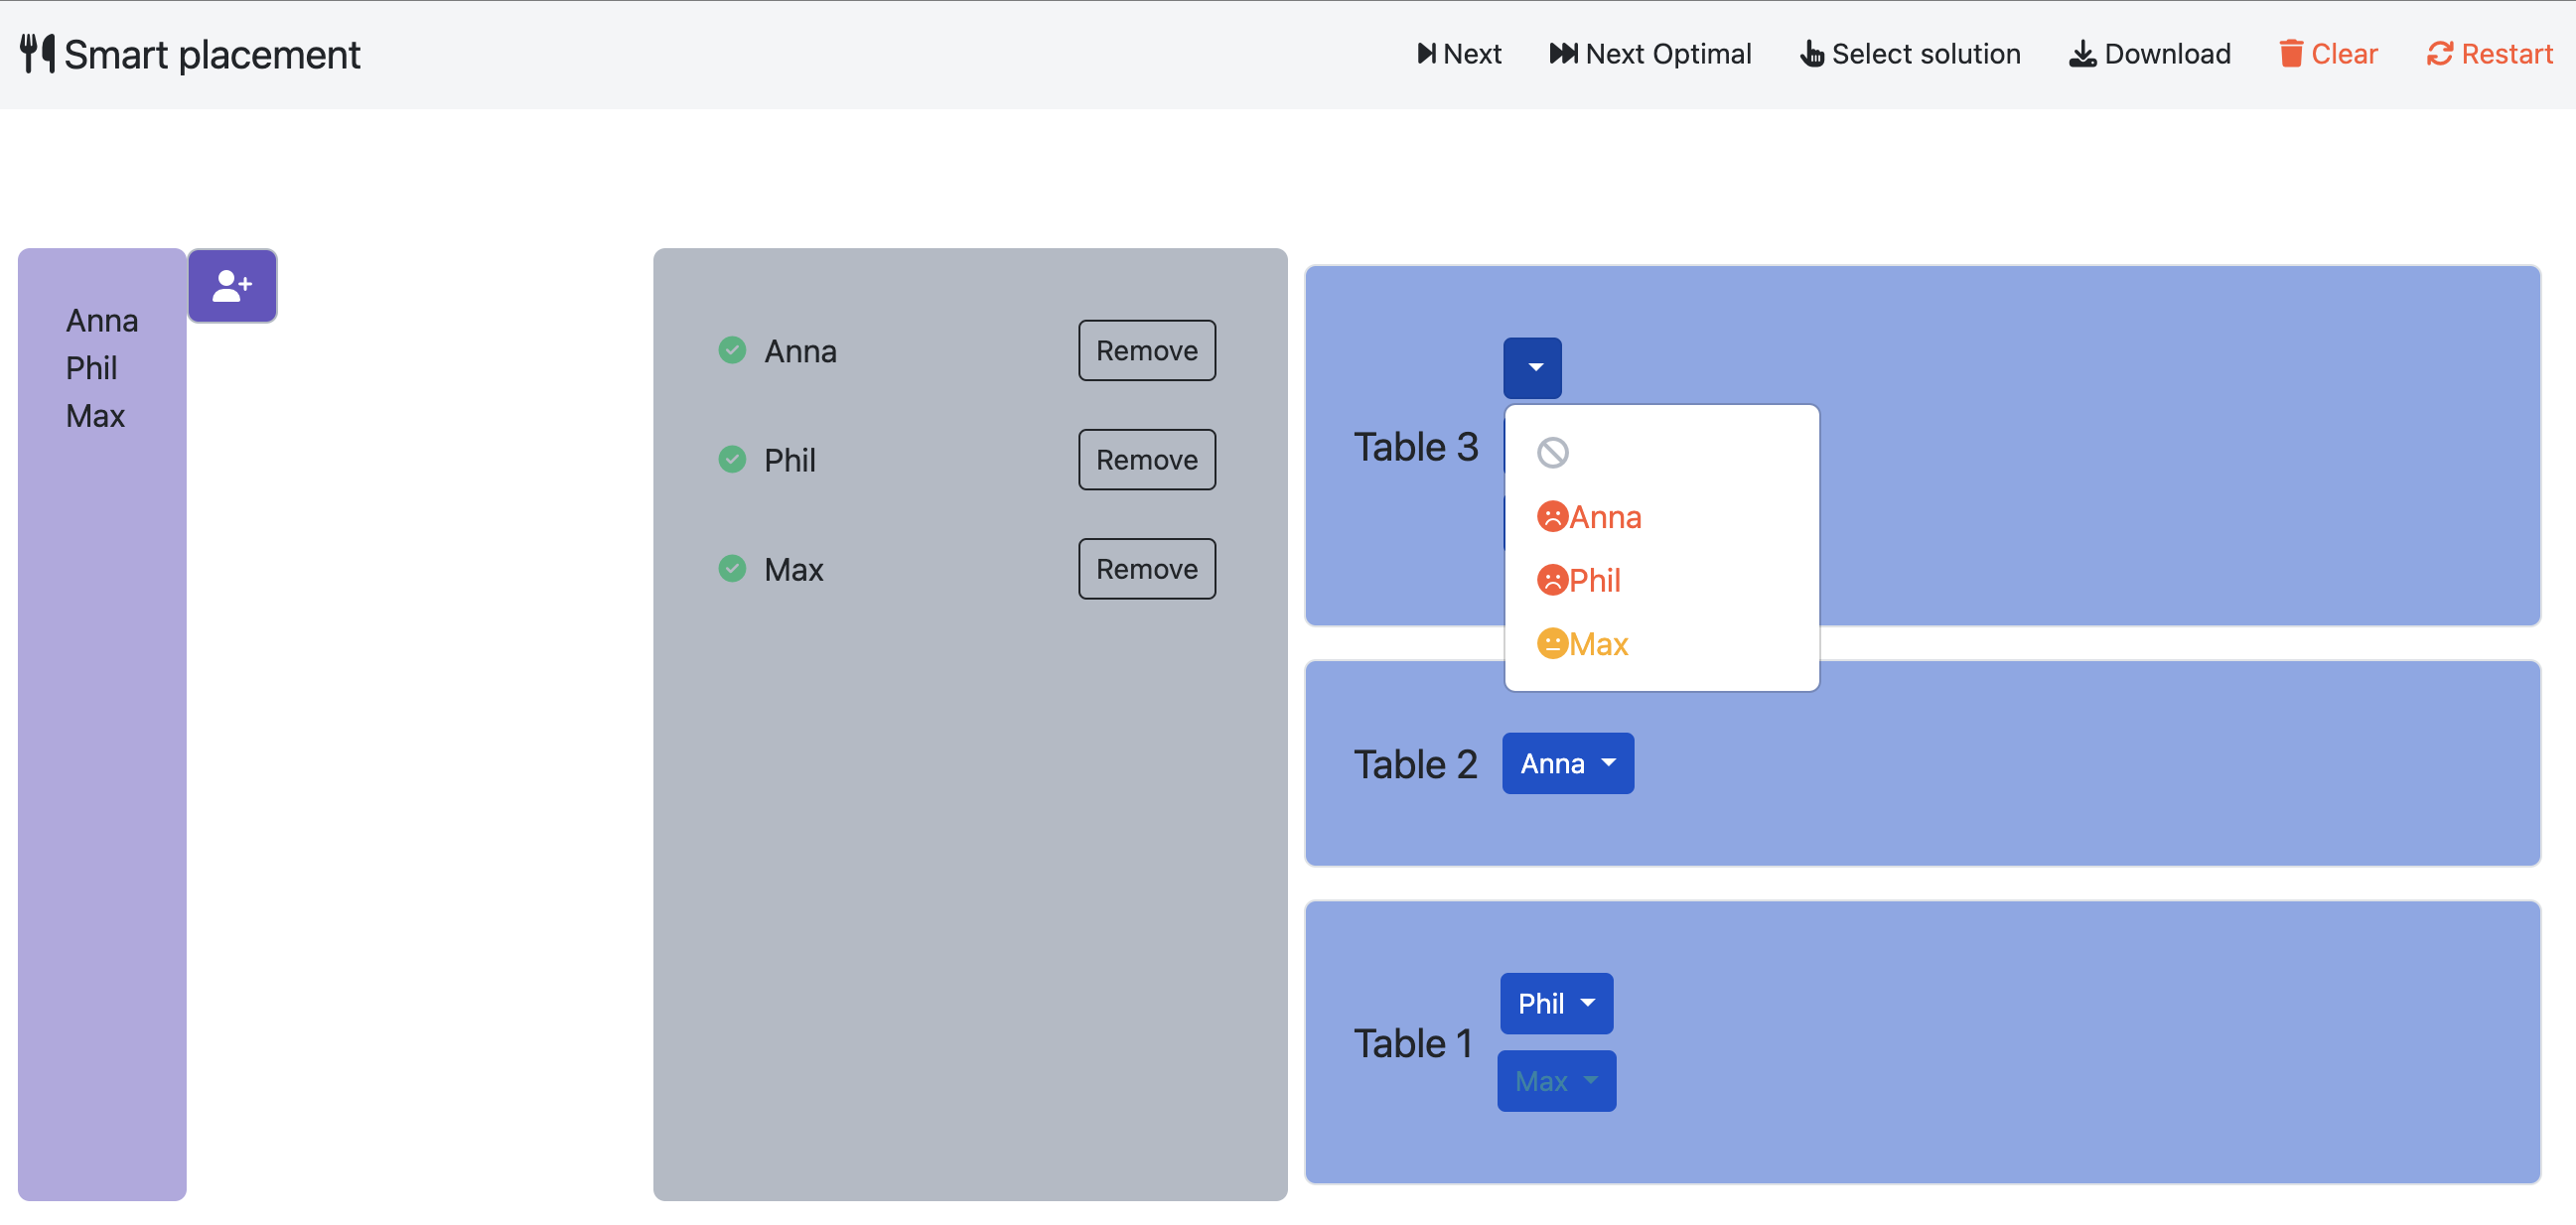 Smart placement
Next
Next Optimal
Select solution
Download
Clear
Restart
Anna
Phil
Max
Anna
Remove
Phil
Remove
Max
Remove
Table 3
Anna
Phil
Max
Table 2
Anna
Table 1
Phil
Max